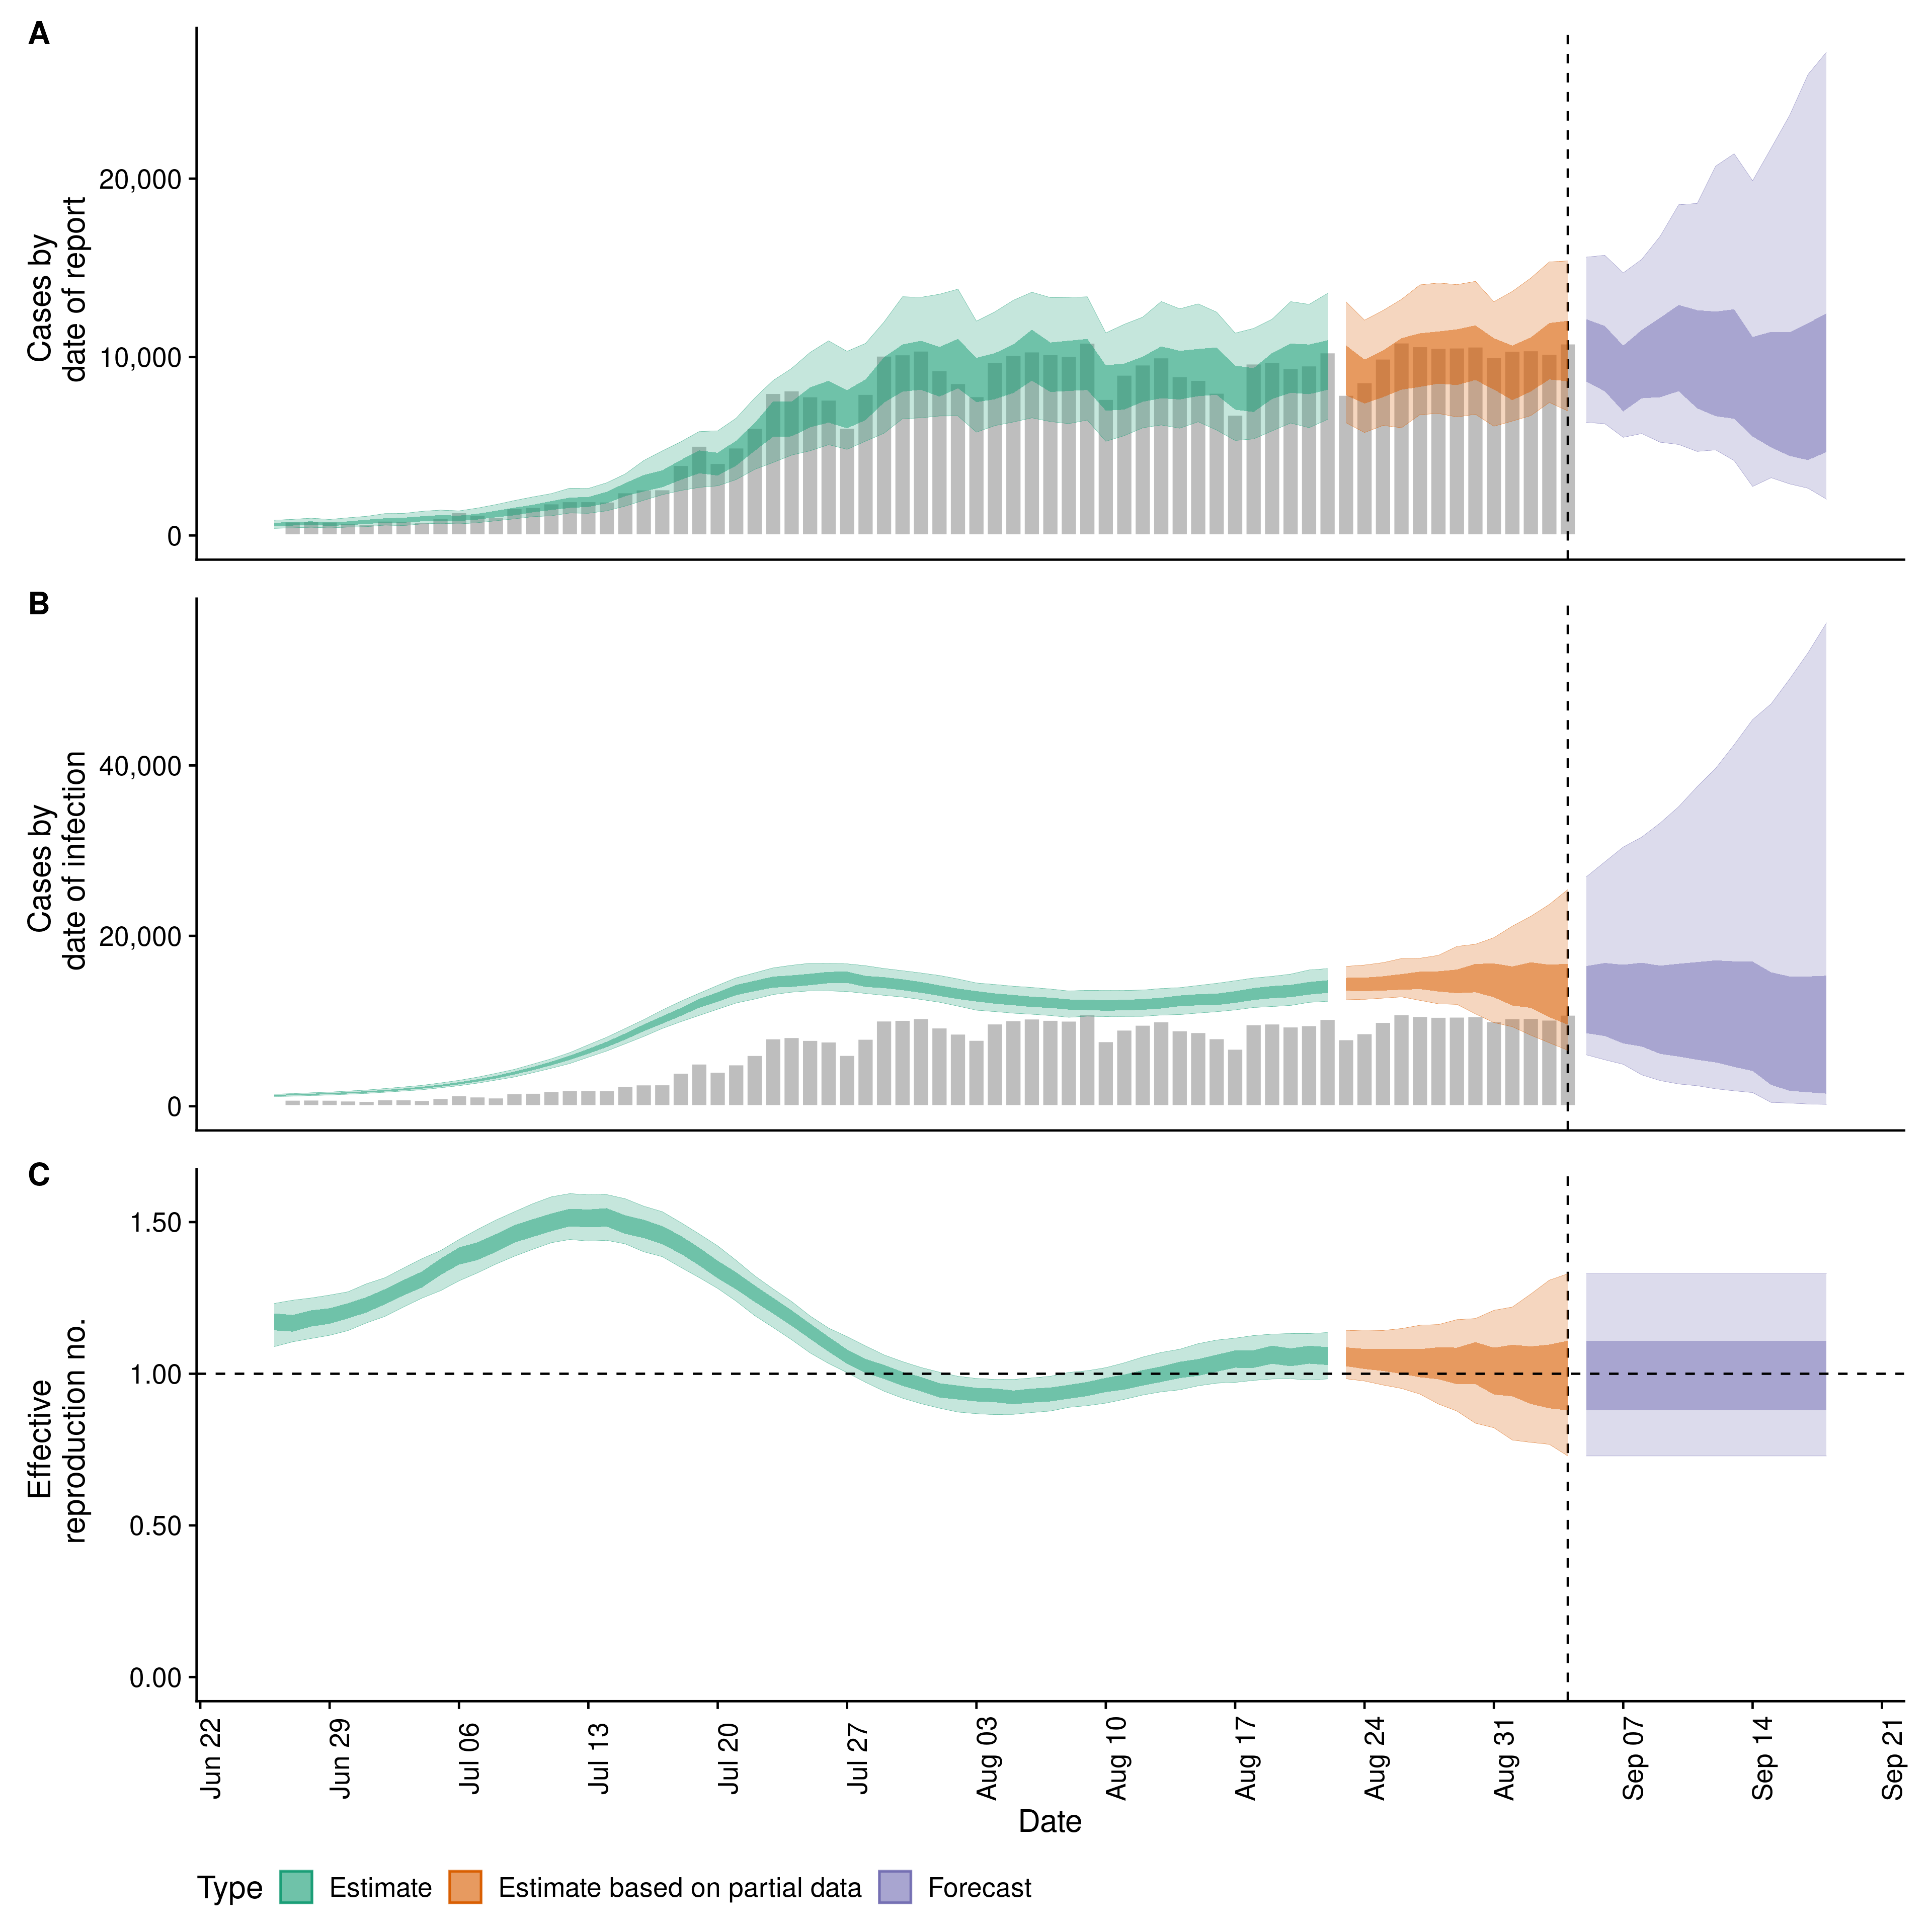 A
Cases by
date of report
20,000
10,000
0
B
Cases by
date of infection
40,000
20,000
0
C
Effective
reproduction no.
1.50
1.00
0.50
0.00
Jun 22
Jun 29
Jul 06
Jul 13
Jul 20
Jul 27
Aug 03
Aug 10
Aug 17
Aug 24
Aug 31
Sep 07
Sep 14
Sep 21
Date
Type Estimate Estimate based on partial data Forecast